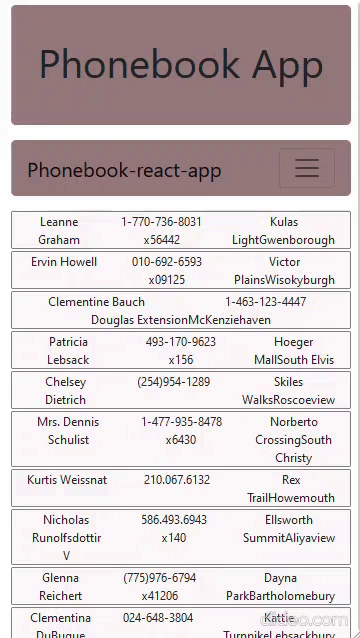 Phonebook App
Phonebook-react-app
Leanne 1-770-736-8031 Kulas
Graham x56442 LightGwenborough
Ervin Howell 010-692-6593 Victor
x09125 PlainsWisokyburgh
Clementine Bauch 1-463-123-4447
Douglas ExtensionMcKenziehaven
Patricia 493-170-9623 Hoeger
Lebsack x156 MallSouth Elvis
Chelsey (254)954-1289 Skiles
Dietrich WalksRoscoeview
Mrs. Dennis 1-477-935-8478 Norberto
Schulist x6430 CrossingSouth
Christy
Kurtis Weissnat 210.067.6132 Rex
TrailHowemouth
Nicholas 586.493.6943 Ellsworth
Runolfsdottir x140 SummitAliyaview
V
Glenna (775)976-6794 Dayna
Reichert x41206 ParkBartholomebury
Clementina 024-648-3804 Kattie
DuBuque TurnpikeLebsackbury